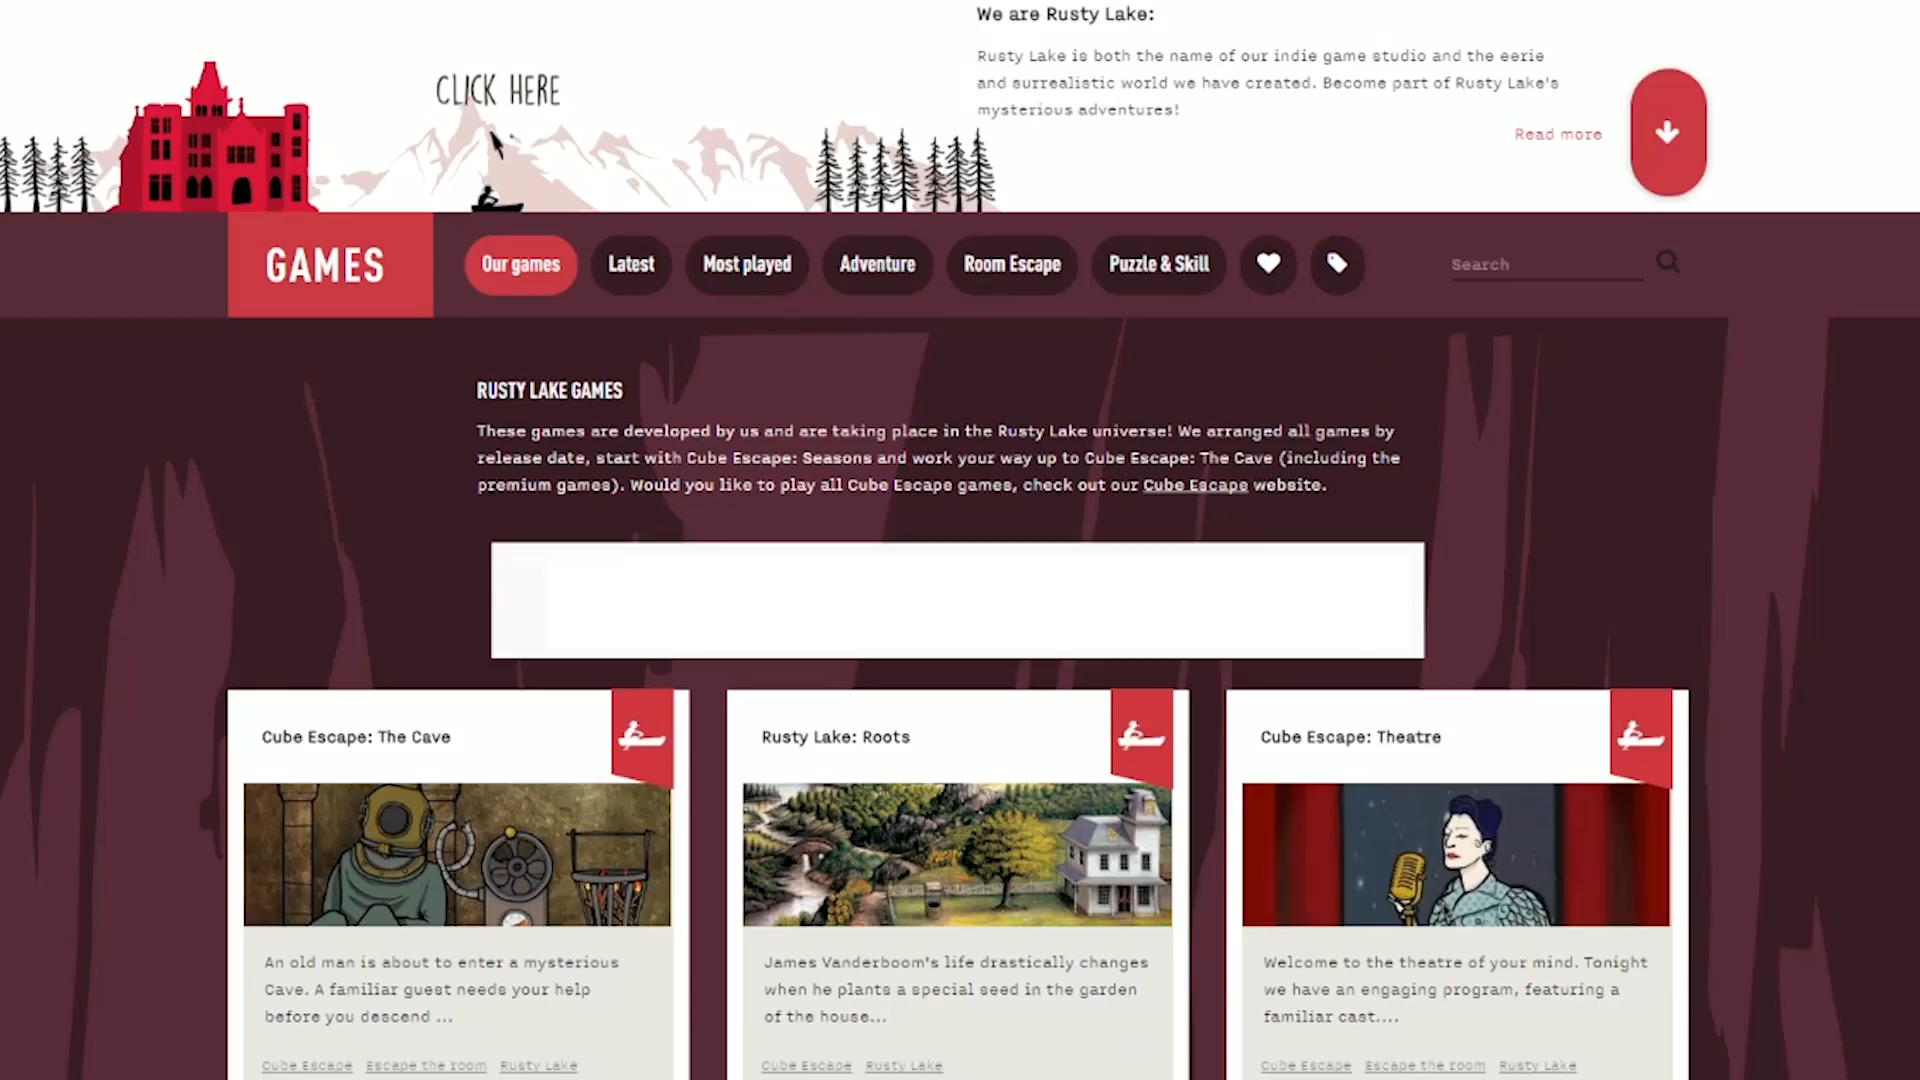 We are Rusty Lake:
Rusty Lake is both the name of our indie game studio and the eerie
and surrealistic world we have created. Become part of Rusty Lake's
mysterious adventures!
Read more
CLICK HERE
GAMES
Our games
Latest
Most played
Adventure
Room Escape
Puzzle & Skill
Search
RUSTY LAKE GAMES
These games are developed by us and are taking place in the Rusty Lake universe! We arranged all games by
release date, start with Cube Escape: Seasons and work your way up to Cube Escape: The Cave (including the
premium games). Would you like to play all Cube Escape games, check out our Cube Escape website.
Cube Escape: The Cave
An old man is about to enter a mysterious
Cave. A familiar guest needs your help
before you descend ...
Cube Escape Escape the room Rusty Lake
Rusty Lake: Roots
James Vanderboom's life drastically changes
when he plants a special seed in the garden
of the house...
Cube Escape Rusty Lake
Cube Escape: Theatre
Welcome to the theatre of your mind. Tonight
we have an engaging program, featuring a
familiar cast....
Cube Escape Escape the room Rusty Lake